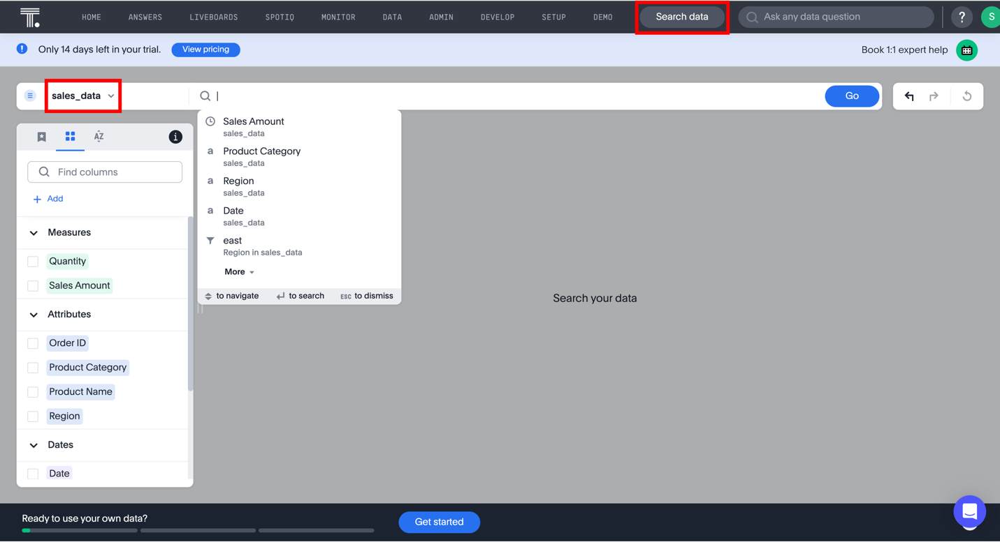 HOME ANSWERS LIVEBOARDS SPOTIQ MONITOR DATA ADMIN DEVELOP SETUP DEMO Search data Ask any data question ? S
! Only 14 days left in your trial. View pricing Book 1:1 expert help
sales_data Go
Sales Amount
sales_data
a Product Category
sales_data
a Region
sales_data
a Date
sales_data
east
Region in sales_data
More
to navigate to search ESC to dismiss
AZ i
Find columns
+ Add
Measures
Quantity
Sales Amount
Attributes
Order ID
Product Category
Product Name
Region
Dates
Date
Search your data
Ready to use your own data? Get started